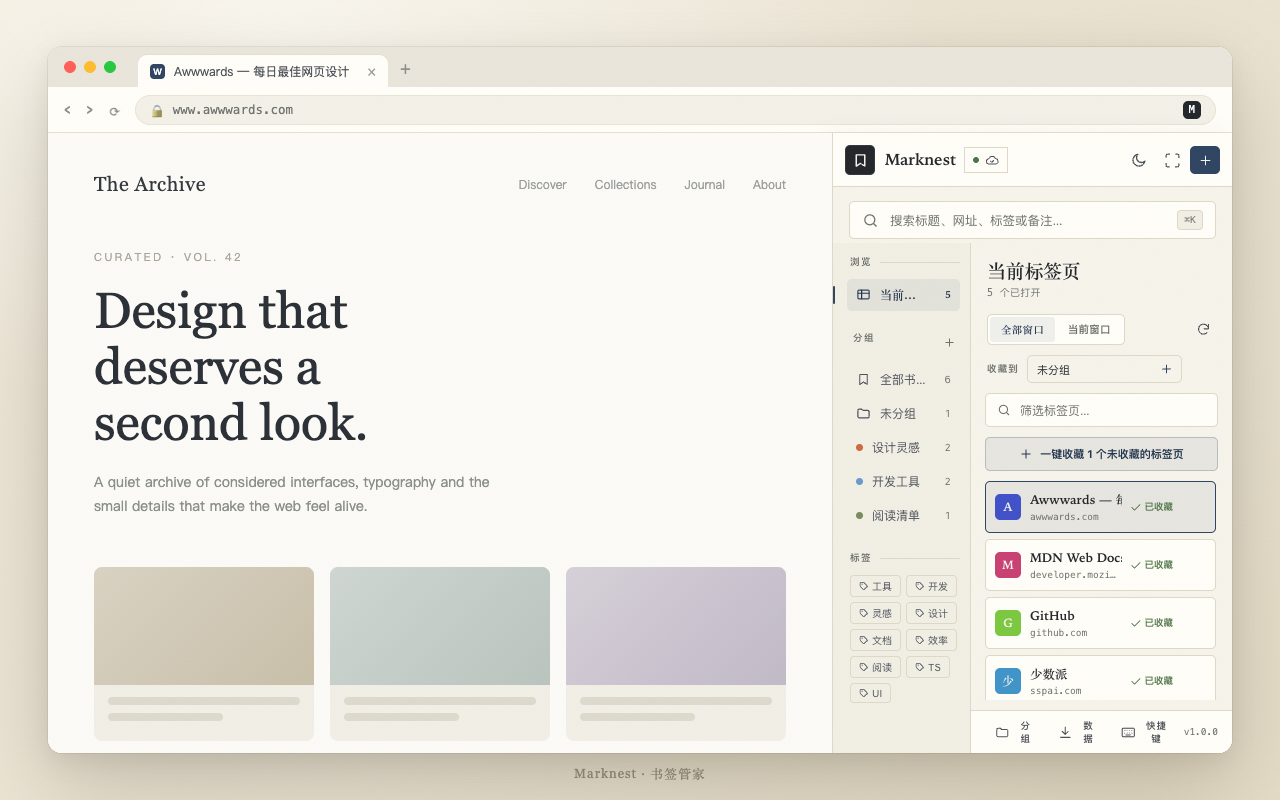 W Awwwards — 每日最佳网页设计
www.awwwards.com
M
The Archive
Discover
Collections
Journal
About
CURATED · VOL. 42
Design that
deserves a
second look.
A quiet archive of considered interfaces, typography and the
small details that make the web feel alive.
Marknest
搜索标题、网址、标签或备注...
⌘K
浏览
当前... 5
分组
全部书... 6
未分组 1
设计灵感 2
开发工具 2
阅读清单 1
标签
工具 开发
灵感 设计
文档 效率
阅读 TS
UI
当前标签页
5 个已打开
全部窗口 当前窗口
收藏到 未分组
筛选标签页...
一键收藏 1 个未收藏的标签页
A Awwwards —
awwwards.com
已收藏
M MDN Web Docs
developer.mozi…
已收藏
G GitHub
github.com
已收藏
少 少数派
sspai.com
已收藏
分组
数据
快捷键
v1.0.0
Marknest · 书签管家